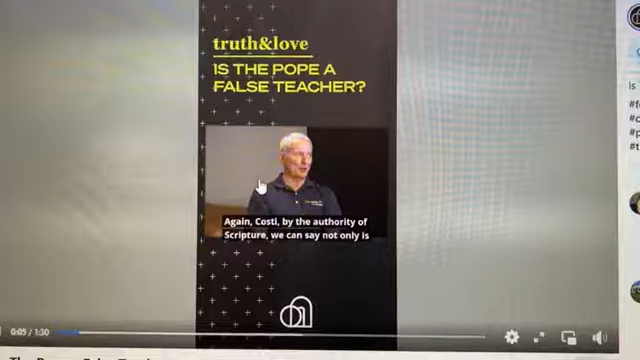 truth&love
IS THE POPE A
FALSE TEACHER?
Again, Costi, by the authority of
Scripture, we can say not only is
0:05 / 1:30
Is
#f
#c
#p
#t